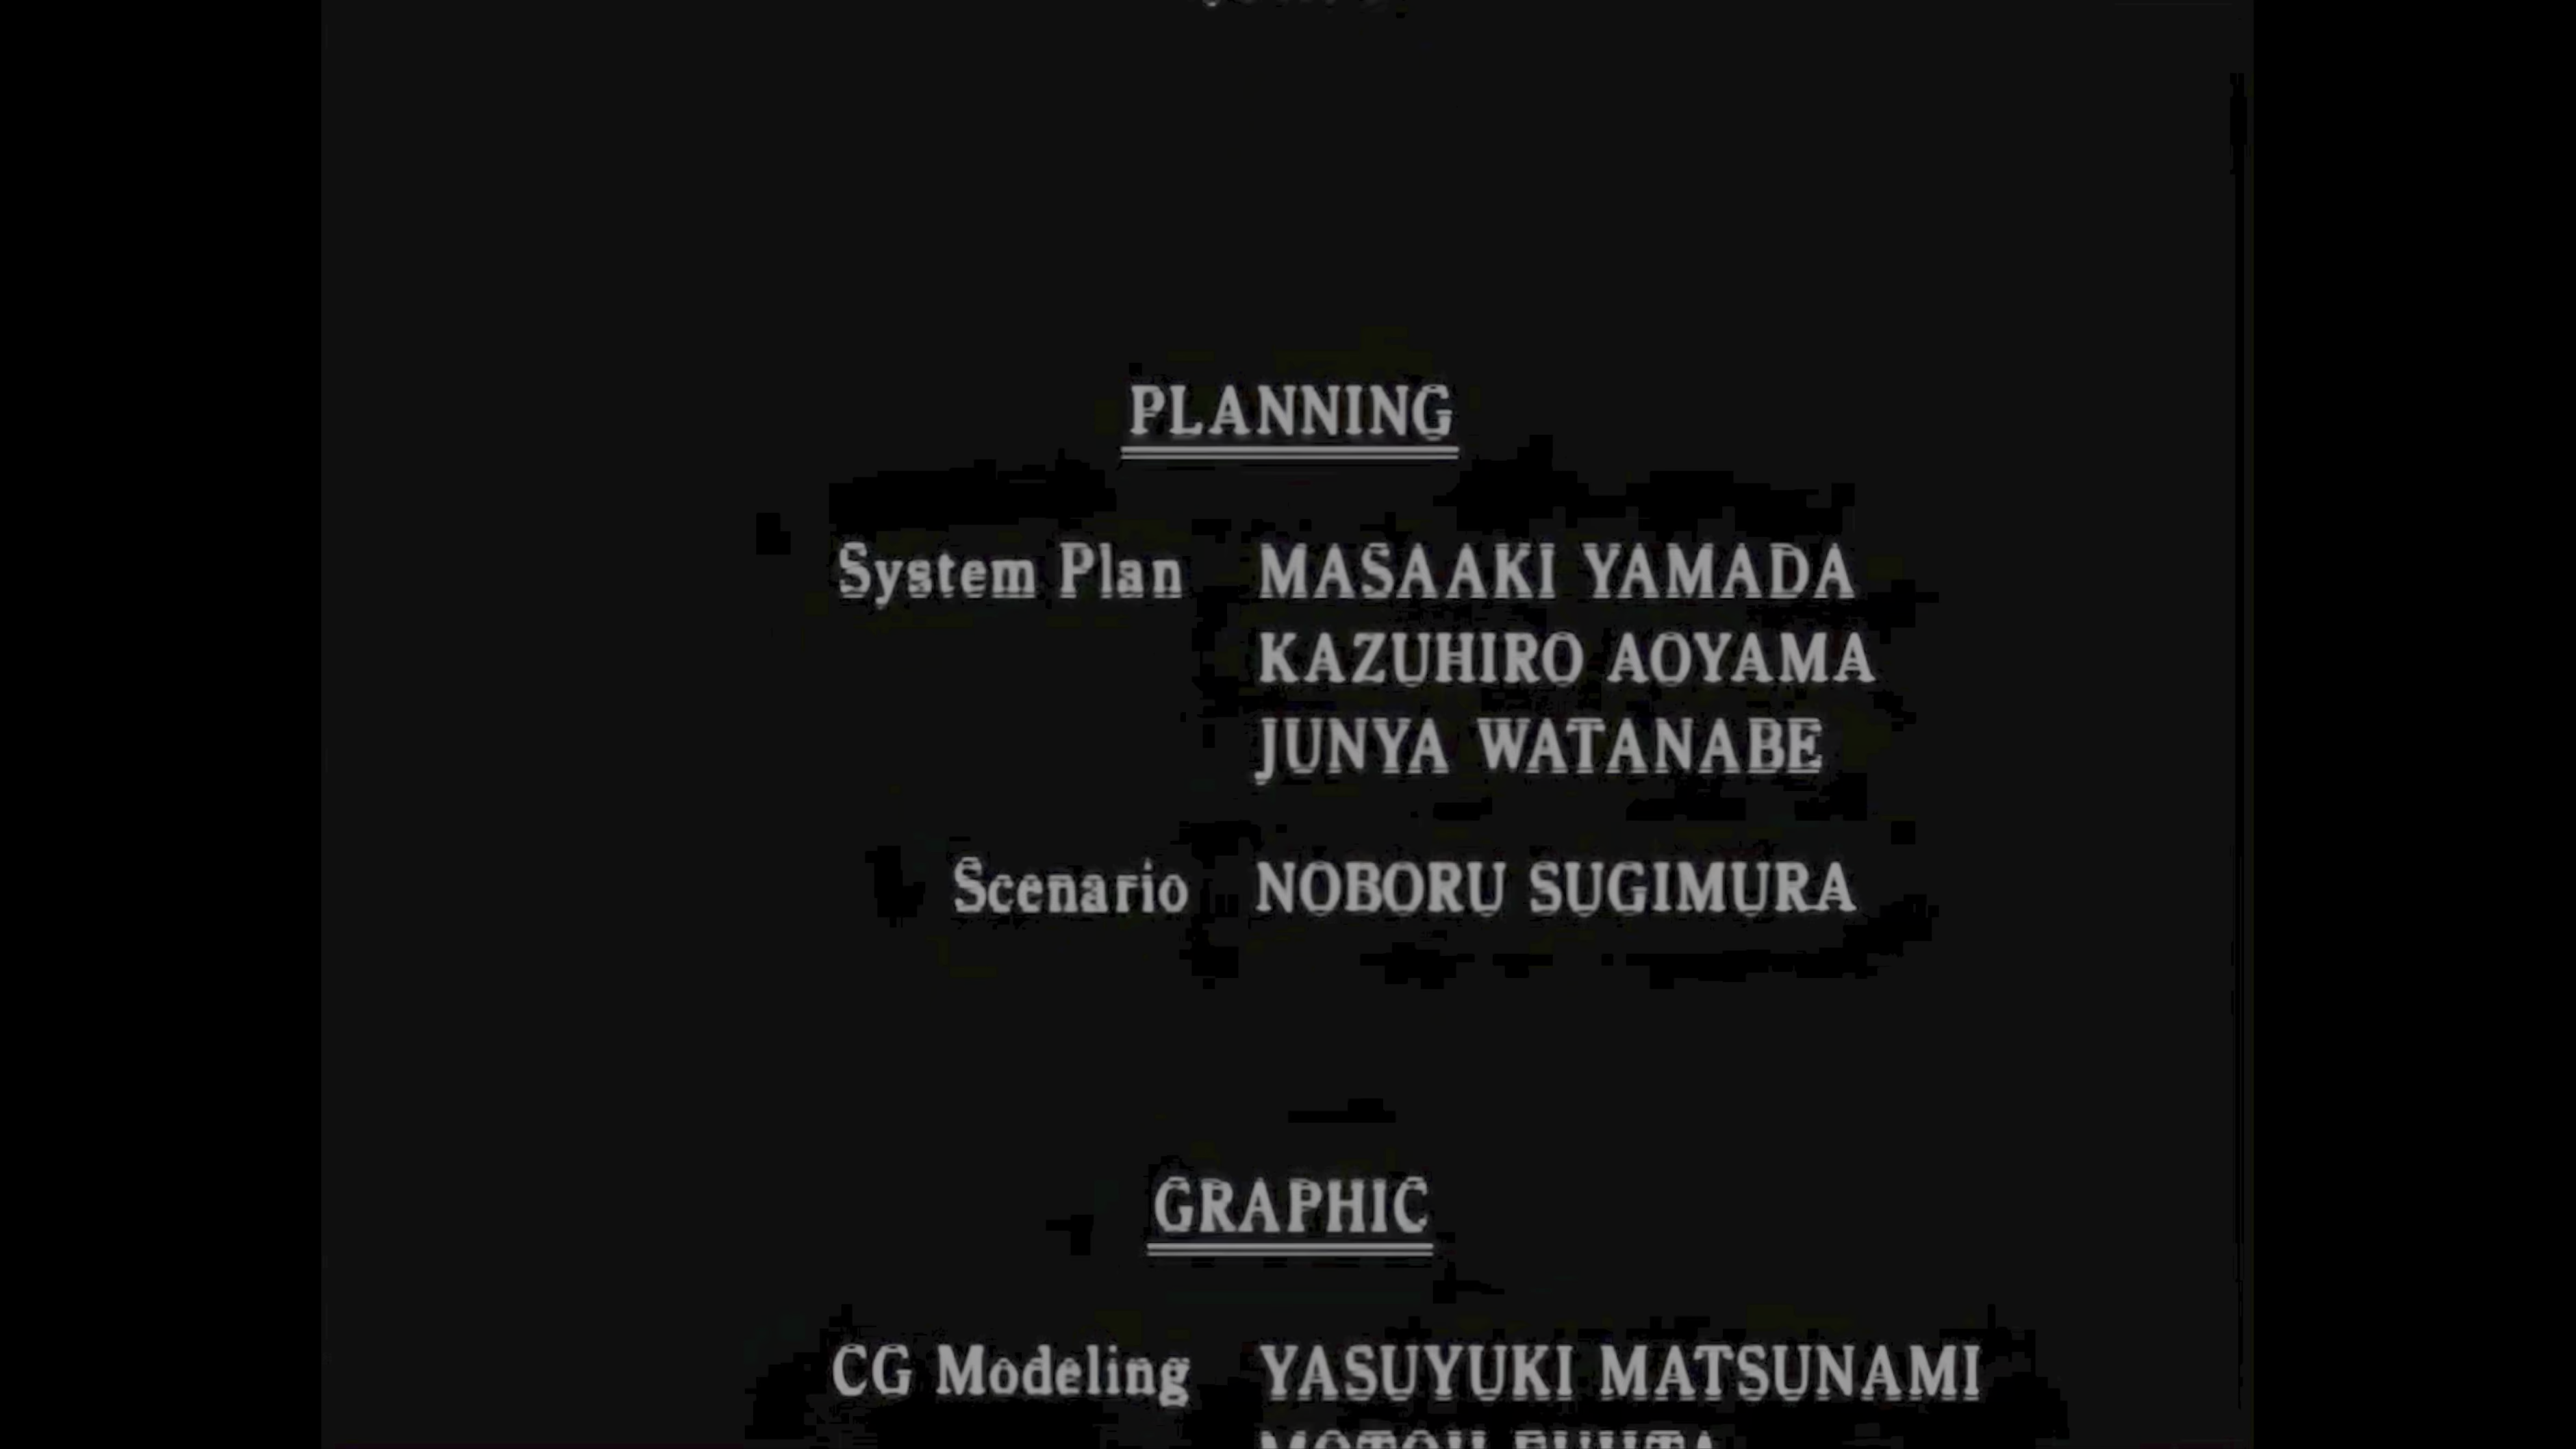 PLANNING
System Plan MASAAKI YAMADA
KAZUHIRO AOYAMA
JUNYA WATANABE
Scenario NOBORU SUGIMURA
GRAPHIC
CG Modeling YASUYUKI MATSUNAMI